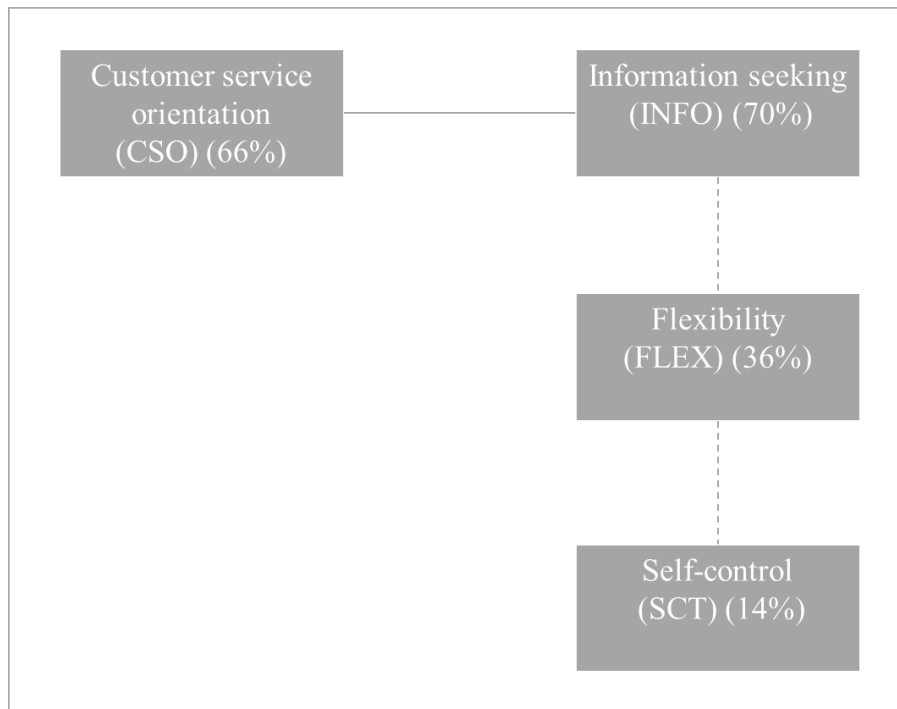 Customer service
orientation
(CSO) (66%)
Information seeking
(INFO) (70%)
Flexibility
(FLEX) (36%)
Self-control
(SCT) (14%)